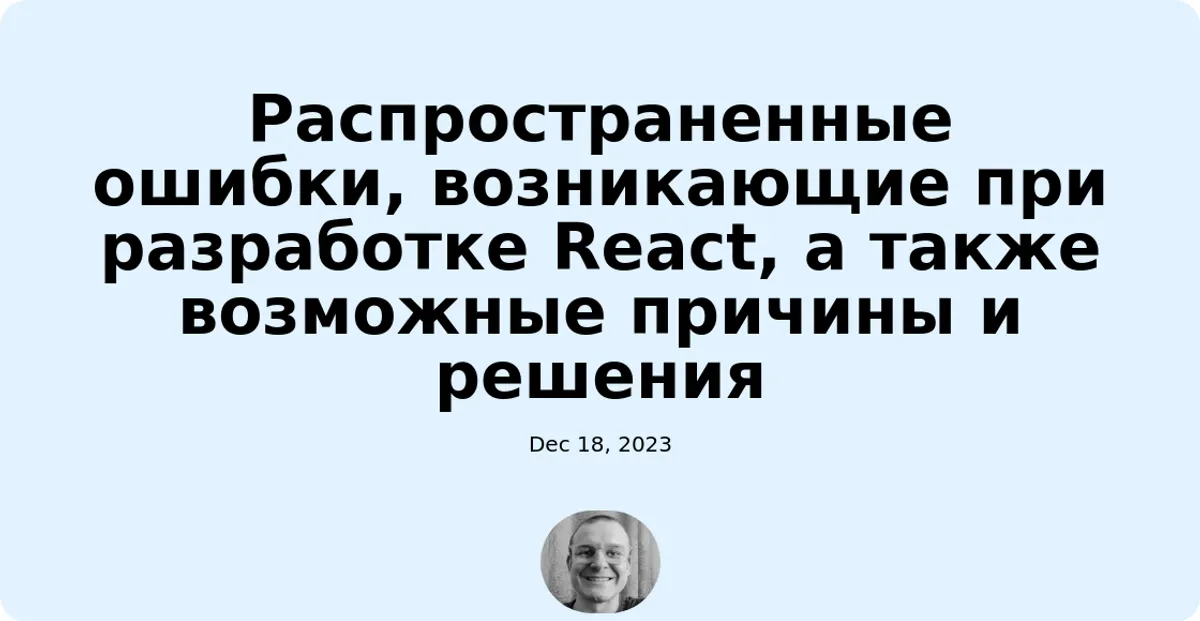 Распространенные
ошибки, возникающие при
разработке React, а также
возможные причины и
решения
Dec 18, 2023